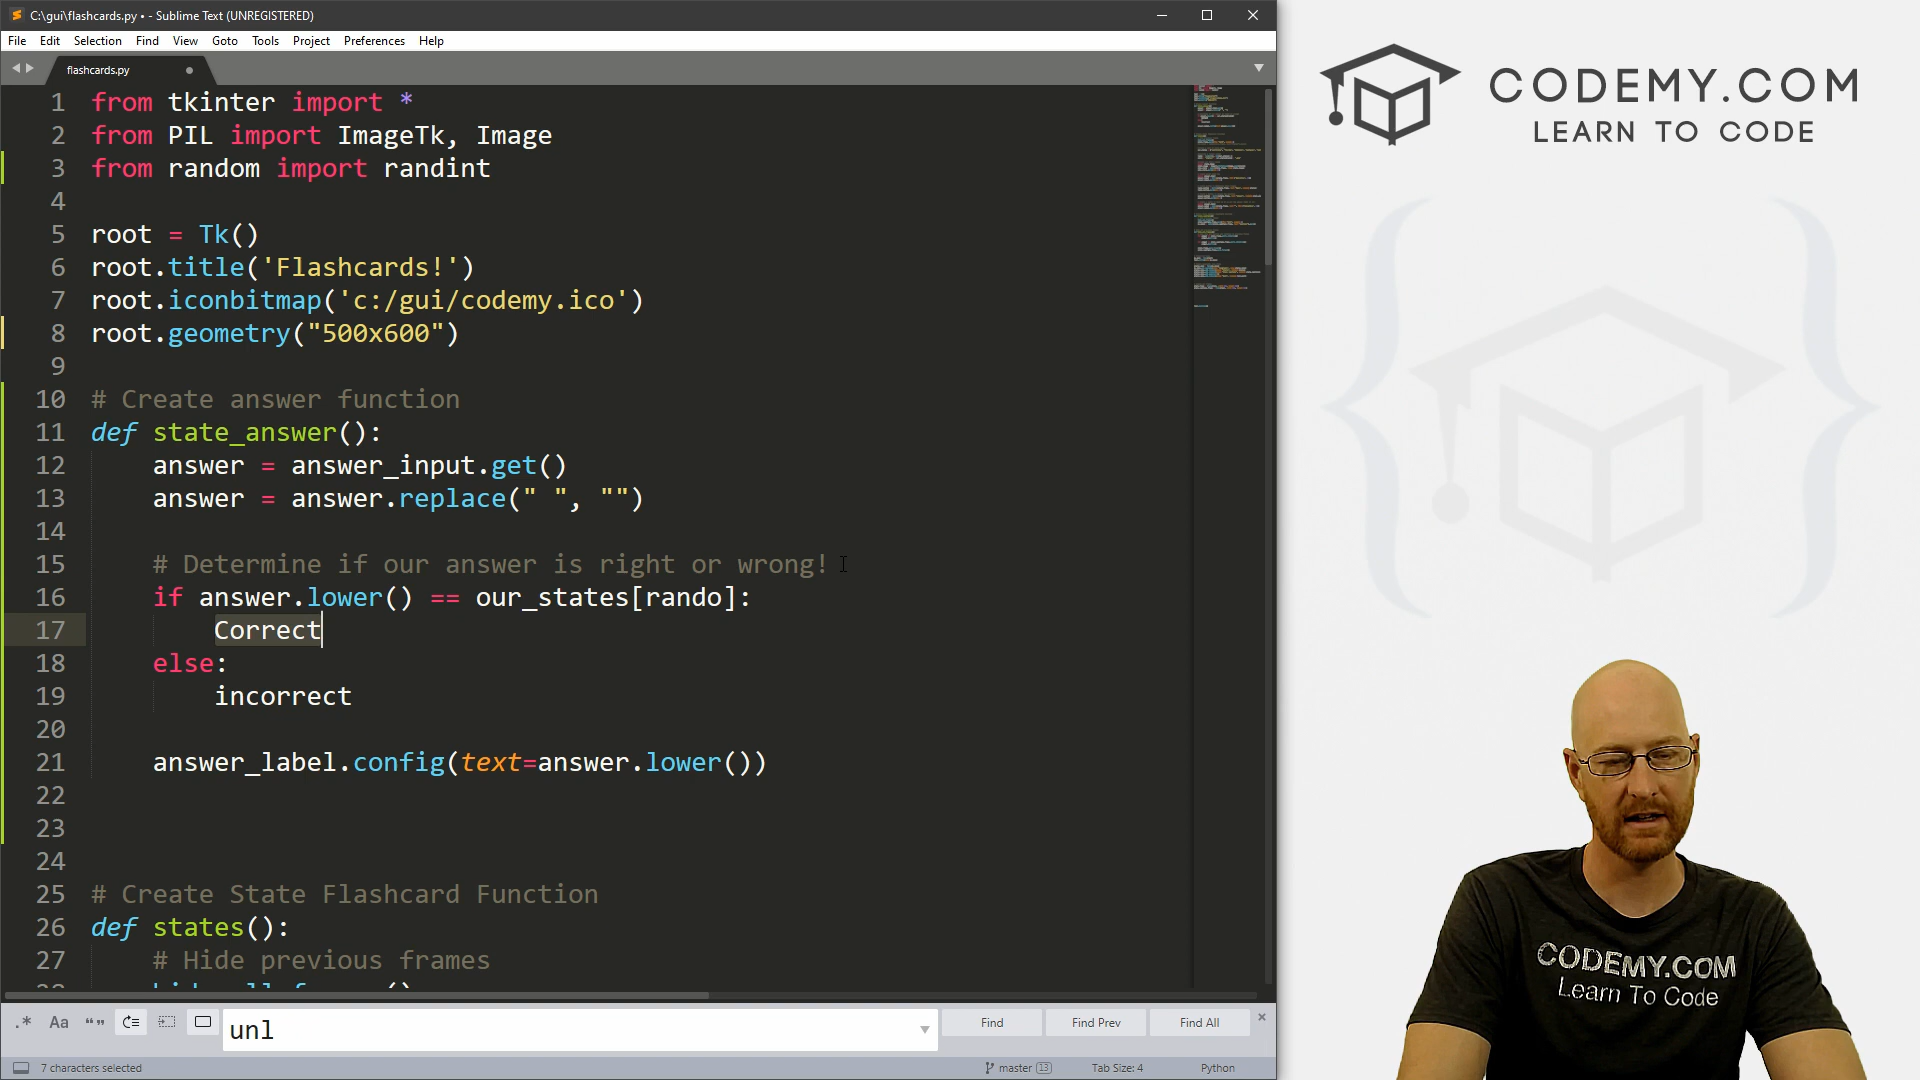 C:\gui\flashcards.py • - Sublime Text (UNREGISTERED)
File Edit Selection Find View Goto Tools Project Preferences Help
flashcards.py
1 from tkinter import *
2 from PIL import ImageTk, Image
3 from random import randint
4
5 root = Tk()
6 root.title('Flashcards!')
7 root.iconbitmap('c:/gui/codemy.ico')
8 root.geometry("500x600")
9
10 # Create answer function
11 def state_answer():
12 answer = answer_input.get()
13 answer = answer.replace(" ", "")
14
15 # Determine if our answer is right or wrong!
16 if answer.lower() == our_states[rando]:
17 Correct
18 else:
19 incorrect
20
21 answer_label.config(text=answer.lower())
22
23
24
25 # Create State Flashcard Function
26 def states():
27 # Hide previous frames
.* Aa “” unl Find Find Prev Find All
7 characters selected master 13 Tab Size: 4 Python
CODEMY.COM
LEARN TO CODE
CODEMY.COM
Learn To Code